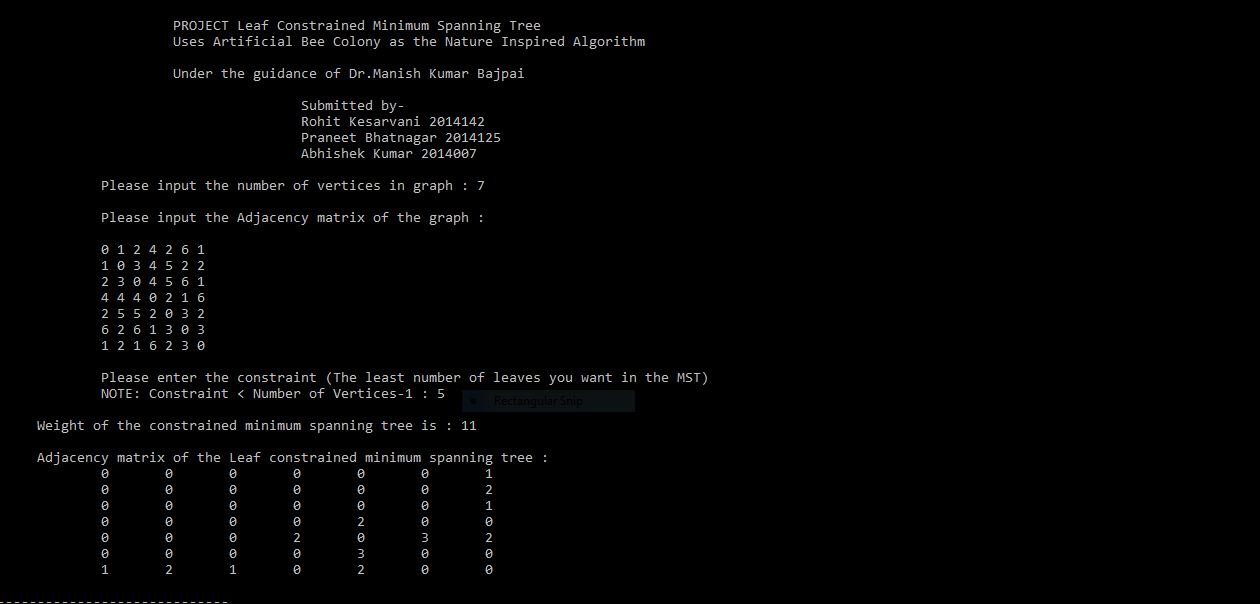 PROJECT Leaf Constrained Minimum Spanning Tree
Uses Artificial Bee Colony as the Nature Inspired Algorithm
Under the guidance of Dr.Manish Kumar Bajpai
Submitted by-
Rohit Kesarvani 2014142
Praneet Bhatnagar 2014125
Abhishek Kumar 2014007
Please input the number of vertices in graph : 7
Please input the Adjacency matrix of the graph :
0 1 2 4 2 6 1
1 0 3 4 5 2 2
2 3 0 4 5 6 1
4 4 4 0 2 1 6
2 5 5 2 0 3 2
6 2 6 1 3 0 3
1 2 1 6 2 3 0
Please enter the constraint (The least number of leaves you want in the MST)
NOTE: Constraint < Number of Vertices-1 : 5
Rectangular Snip
Weight of the constrained minimum spanning tree is : 11
Adjacency matrix of the Leaf constrained minimum spanning tree :
0 0 0 0 0 0 1
0 0 0 0 0 0 2
0 0 0 0 0 0 1
0 0 0 0 2 0 0
0 0 0 2 0 3 2
0 0 0 0 3 0 0
1 2 1 0 2 0 0
-----------------------------